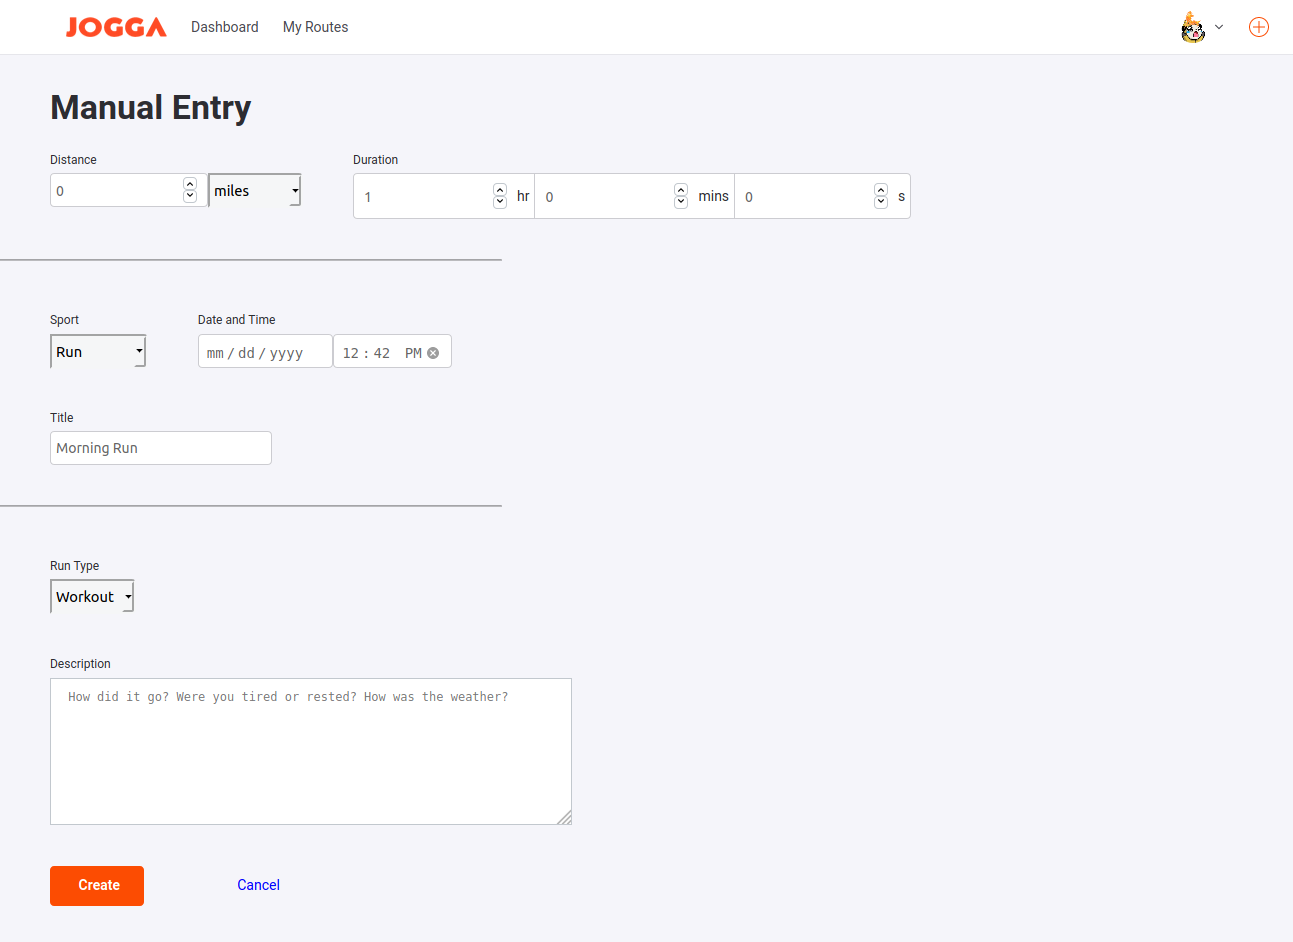 JOGGA Dashboard My Routes
Manual Entry
Distance Duration
0 miles 1 hr 0 mins 0 s
Sport Date and Time
Run mm / dd / yyyy 12 : 42 PM
Title
Morning Run
Run Type
Workout
Description
How did it go? Were you tired or rested? How was the weather?
Create Cancel